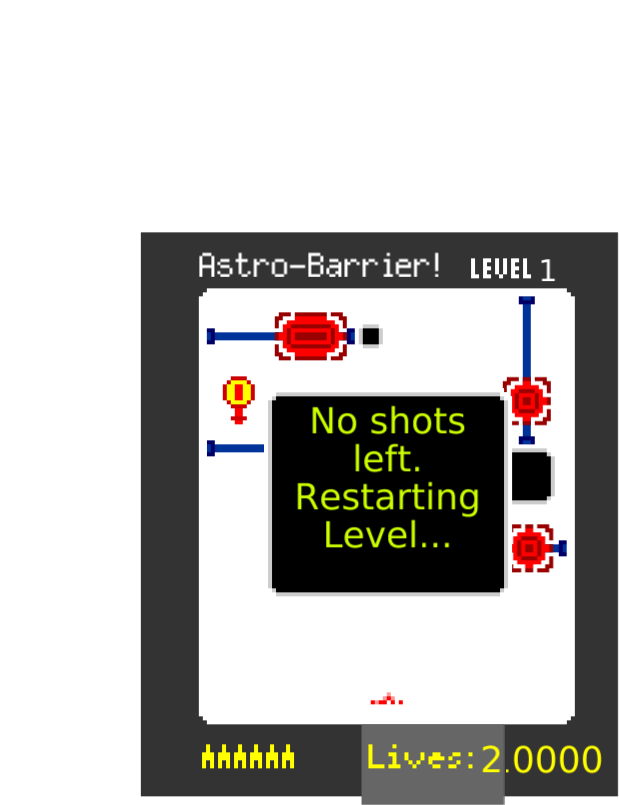 Astro-Barrier! LEVEL 1
No shots
left.
Restarting
Level...
Lives:2.0000